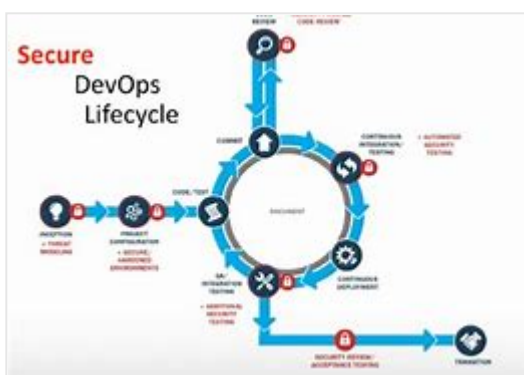 Secure
DevOps
Lifecycle
REVIEW
CODE REVIEW
COMMIT
CONTINUOUS
INTEGRATION/
TESTING
+ AUTOMATED
SECURITY
TESTING
CODE/TEST
DOCUMENT
INCEPTION
+ THREAT
MODELING
PROJECT
CONFIGURATION
+ SECURE/
HARDENED
ENVIRONMENTS
QA/
INTEGRATION
TESTING
+ ADDITIONAL
SECURITY
TESTING
CONTINUOUS
DEPLOYMENT
SECURITY REVIEW/
ACCEPTANCE TESTING
TRANSITION